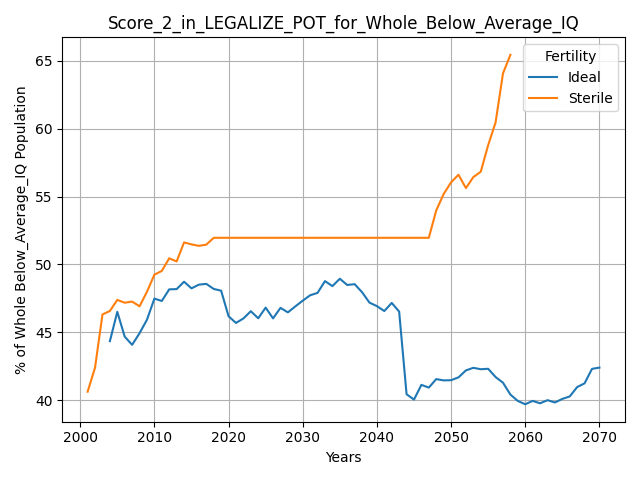 Score_2_in_LEGALIZE_POT_for_Whole_Below_Average_IQ
% of Whole Below_Average_IQ Population
65
60
55
50
45
40
Fertility
Ideal
Sterile
2000 2010 2020 2030 2040 2050 2060 2070
Years